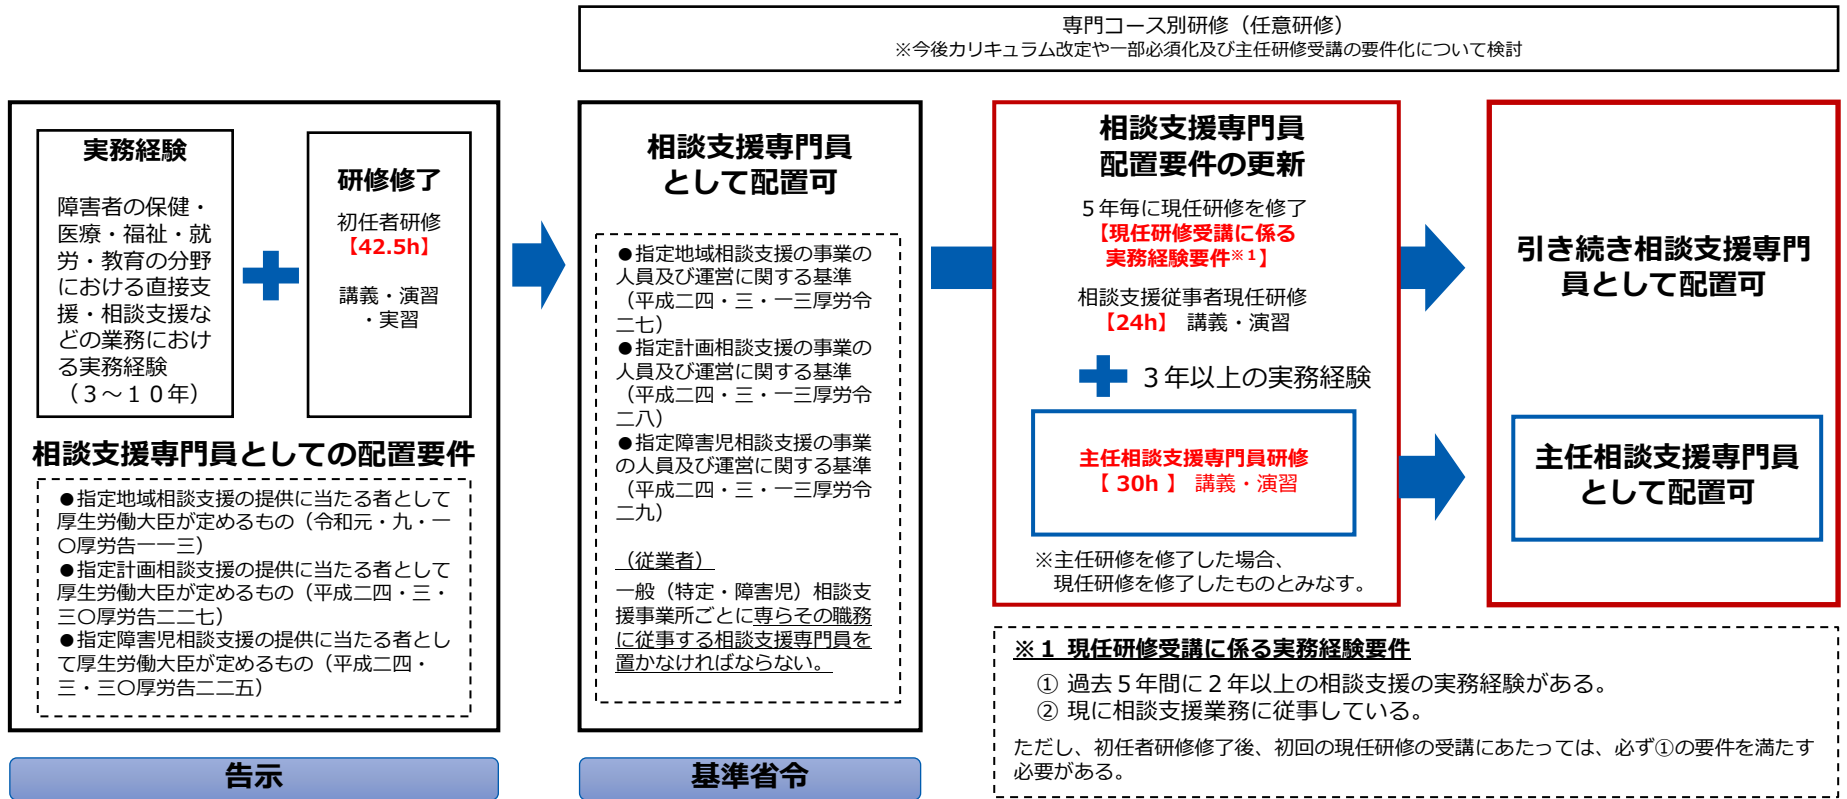 専門コース別研修（任意研修）
※今後カリキュラム改定や一部必須化及び主任研修受講の要件化について検討
実務経験
障害者の保健・
医療・福祉・就
労・教育の分野
における直接支
援・相談支援な
どの業務におけ
る実務経験
（３～１０年）
研修修了
初任者研修
【42.5h】
講義・演習
・実習
相談支援専門員としての配置要件
●指定地域相談支援の提供に当たる者として
厚生労働大臣が定めるもの（令和元・九・一
〇厚労告一一三）
●指定計画相談支援の提供に当たる者として
厚生労働大臣が定めるもの（平成二四・三・
三〇厚労告二二七）
●指定障害児相談支援の提供に当たる者とし
て厚生労働大臣が定めるもの（平成二四・
三・三〇厚労告二二五）
告示
相談支援専門員
として配置可
●指定地域相談支援の事業の
人員及び運営に関する基準
（平成二四・三・一三厚労令
二七）
●指定計画相談支援の事業の
人員及び運営に関する基準
（平成二四・三・一三厚労令
二八）
●指定障害児相談支援の事業
の人員及び運営に関する基準
（平成二四・三・一三厚労令
二九）
（従業者）
一般（特定・障害児）相談支
援事業所ごとに専らその職務
に従事する相談支援専門員を
置かなければならない。
基準省令
相談支援専門員
配置要件の更新
５年毎に現任研修を修了
【現任研修受講に係る
実務経験要件※１】
相談支援従事者現任研修
【24h】 講義・演習
３年以上の実務経験
主任相談支援専門員研修
【 30h 】 講義・演習
※主任研修を修了した場合、
現任研修を修了したものとみなす。
引き続き相談支援専門
員として配置可
主任相談支援専門員
として配置可
※１ 現任研修受講に係る実務経験要件
① 過去５年間に２年以上の相談支援の実務経験がある。
② 現に相談支援業務に従事している。
ただし、初任者研修修了後、初回の現任研修の受講にあたっては、必ず①の要件を満たす
必要がある。